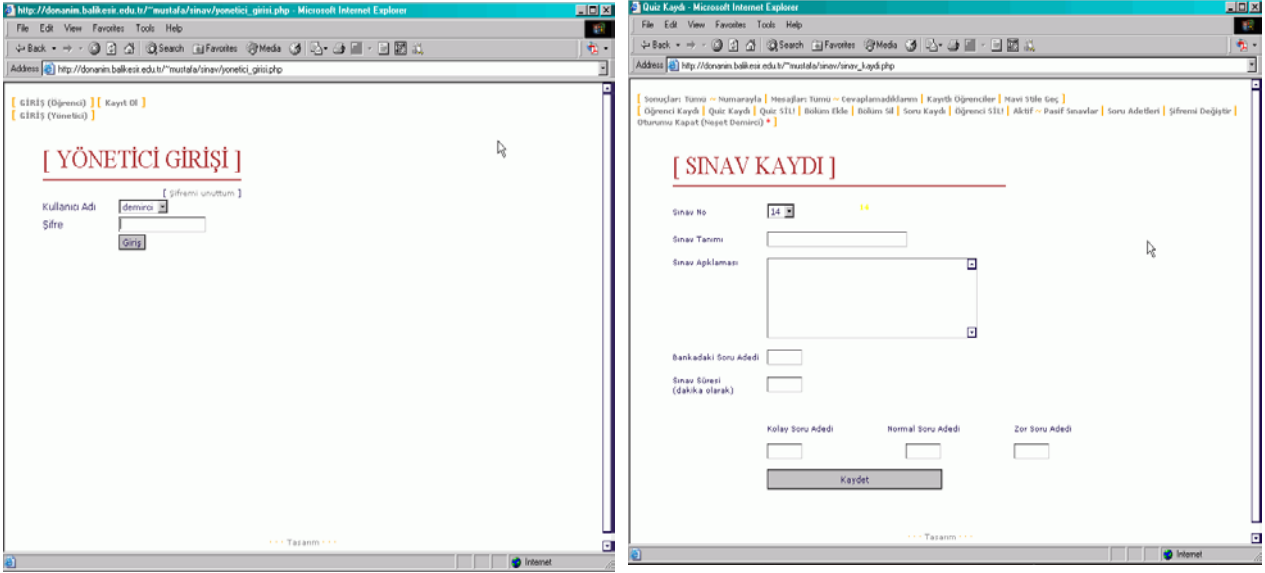 http://donanim.balikesir.edu.tr/~mustafa/sinav/yonetici_girisi.php - Microsoft Internet Explorer
File Edit View Favorites Tools Help
Back Search Favorites Media
Address http://donanim.balikesir.edu.tr/~mustafa/sinav/yonetici_girisi.php
[ GİRİŞ (Öğrenci) ] [ Kayıt Ol ]
[ GİRİŞ (Yönetici) ]
[ YÖNETİCİ GİRİŞİ ]
[ Şifremi unuttum ]
Kullanıcı Adı demirci
Şifre
Giriş
• • • Tasarım • • •
Internet
Quiz Kaydı - Microsoft Internet Explorer
File Edit View Favorites Tools Help
Back Search Favorites Media
Address http://donanim.balikesir.edu.tr/~mustafa/sinav/sinav_kaydi.php
[ Sonuçlar: Tümü ~ Numarayla | Mesajlar: Tümü ~ Cevaplamadıklarım | Kayıtlı Öğrenciler | Mavi Stile Geç ]
[ Öğrenci Kaydı | Quiz Kaydı | Quiz SİL! | Bölüm Ekle | Bölüm Sil | Soru Kaydı | Öğrenci SİL! | Aktif ~ Pasif Sınavlar | Soru Adetleri | Şifremi Değiştir |
Oturumu Kapat (Neşet Demirci) * ]
[ SINAV KAYDI ]
Sınav No 14 14
Sınav Tanımı
Sınav Açıklaması
Bankadaki Soru Adedi
Sınav Süresi
(dakika olarak)
Kolay Soru Adedi Normal Soru Adedi Zor Soru Adedi
Kaydet
• • • Tasarım • • •
Internet